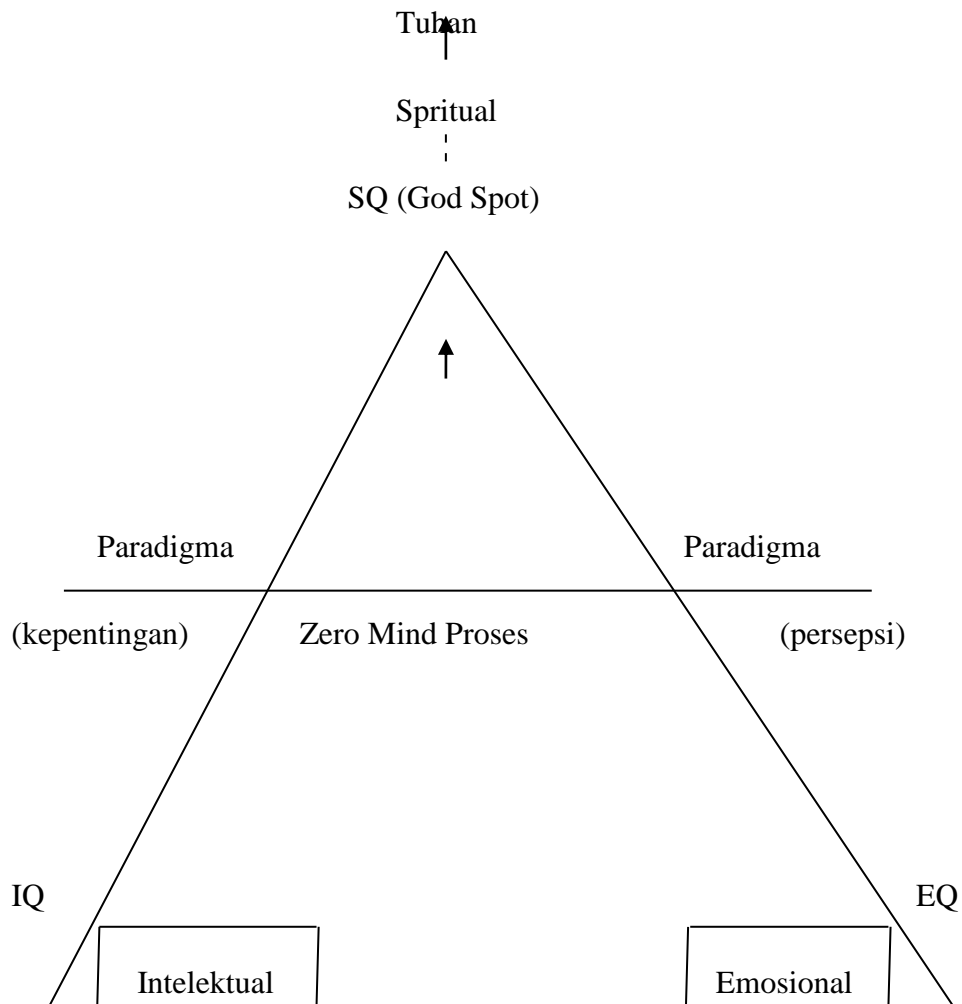 Tuhan
Spritual
SQ (God Spot)
Paradigma Paradigma
(kepentingan) Zero Mind Proses (persepsi)
IQ EQ
Intelektual Emosional